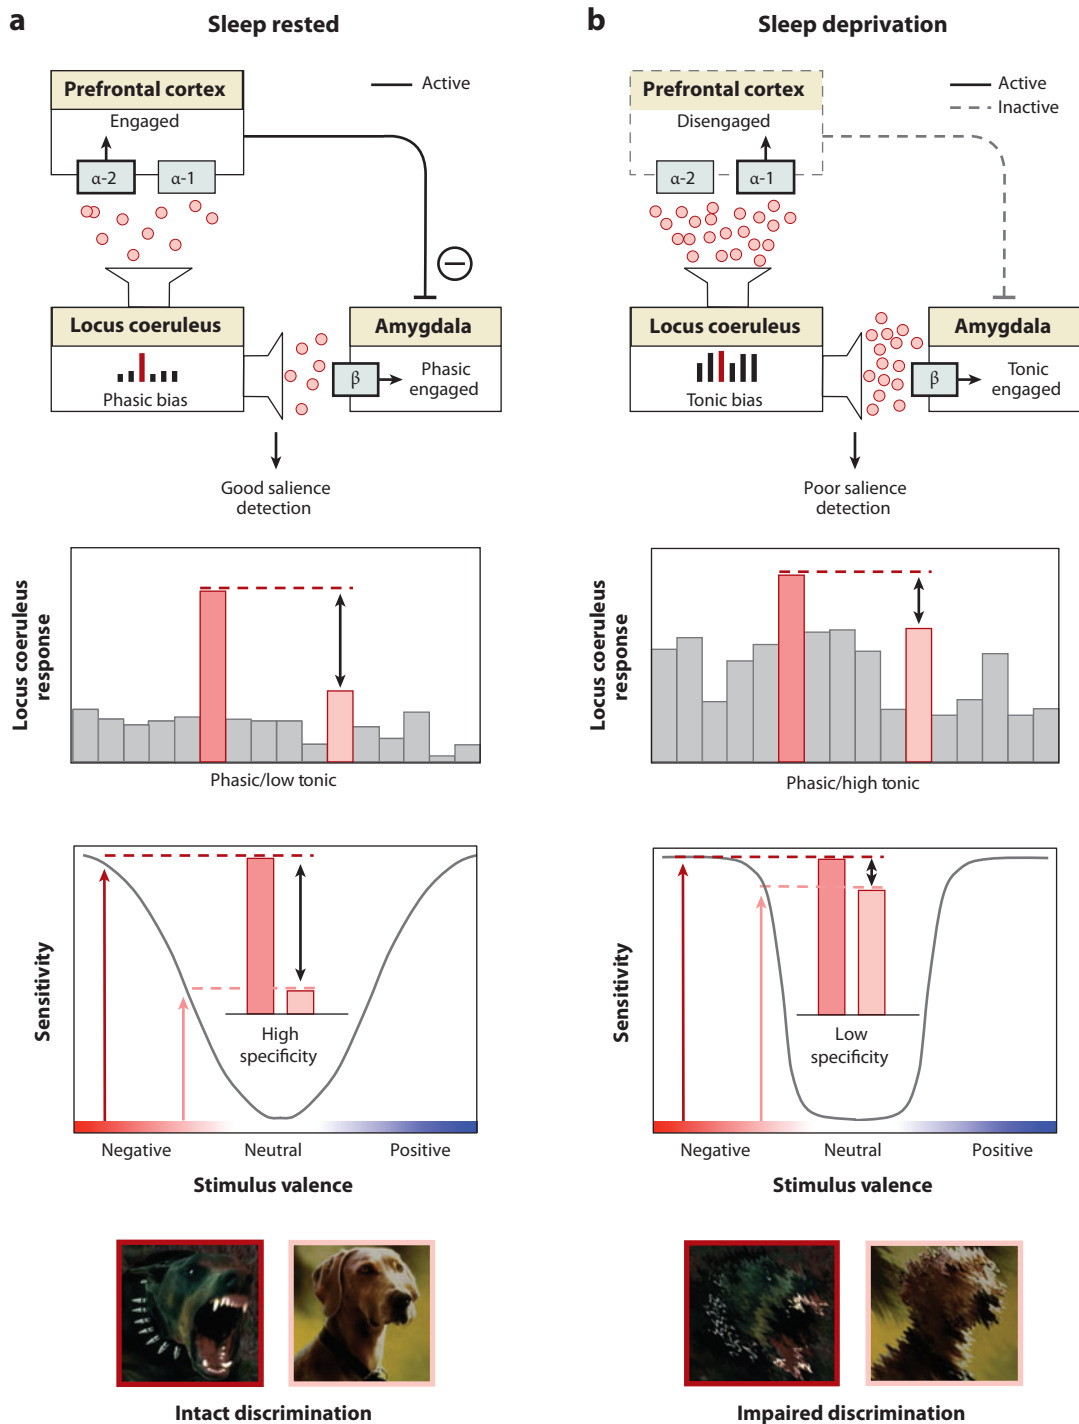 a
Sleep rested
Prefrontal cortex
Engaged
α-2
α-1
Active
Locus coeruleus
Phasic bias
Amygdala
β
Phasic
engaged
Good salience
detection
Locus coeruleus
response
Phasic/low tonic
Sensitivity
High
specificity
Negative
Neutral
Positive
Stimulus valence
Intact discrimination
b
Sleep deprivation
Prefrontal cortex
Disengaged
α-2
α-1
Active
Inactive
Locus coeruleus
Tonic bias
Amygdala
β
Tonic
engaged
Poor salience
detection
Locus coeruleus
response
Phasic/high tonic
Sensitivity
Low
specificity
Negative
Neutral
Positive
Stimulus valence
Impaired discrimination